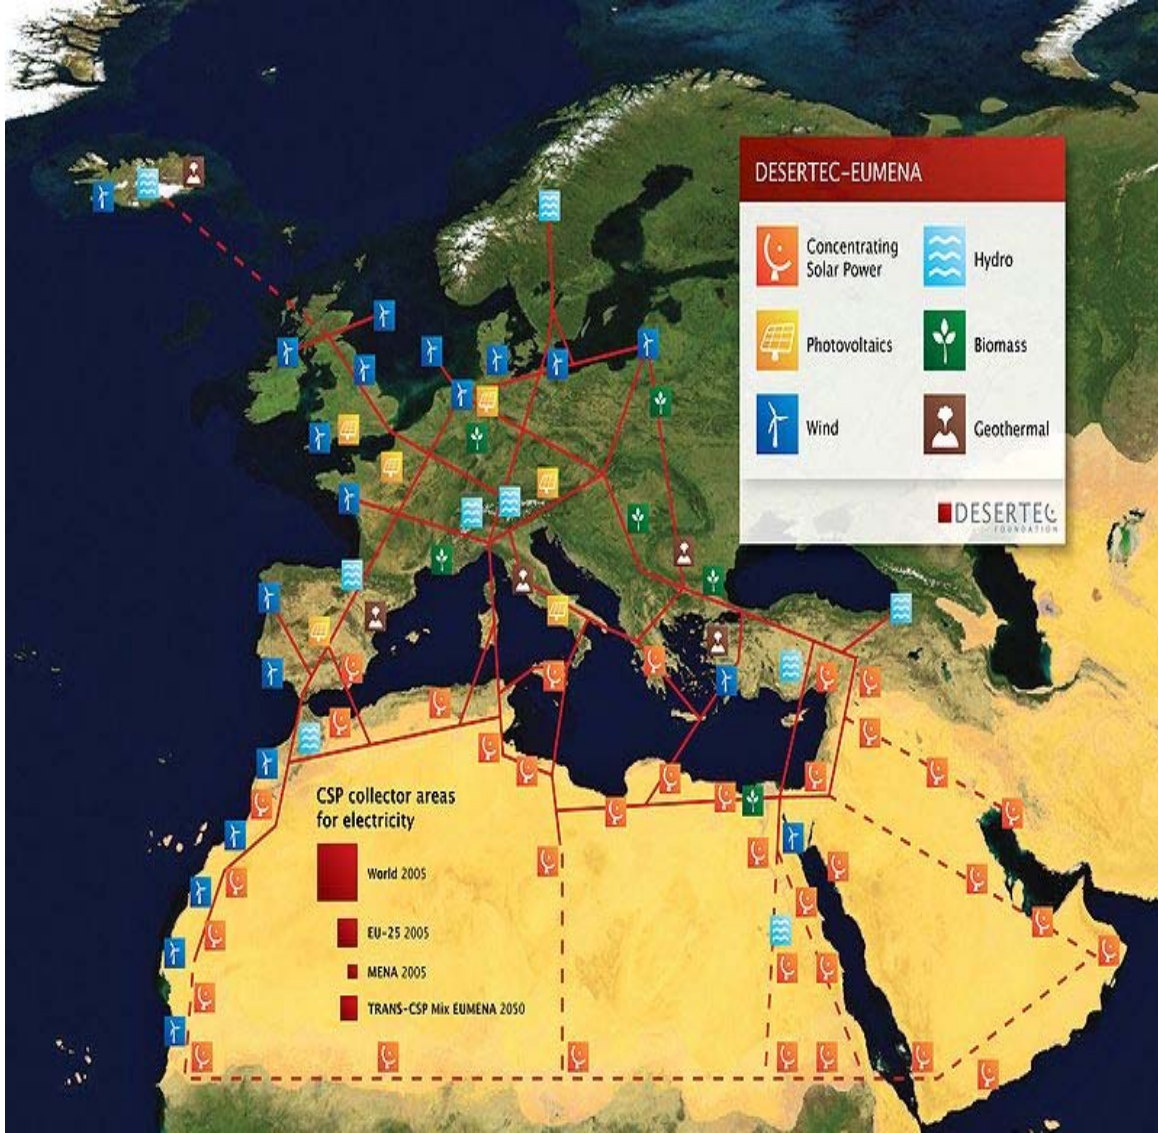 DESERTEC-EUMENA
Concentrating
Solar Power
Hydro
Photovoltaics
Biomass
Wind
Geothermal
DESERTEC
FOUNDATION
CSP collector areas
for electricity
World 2005
EU-25 2005
MENA 2005
TRANS-CSP Mix EUMENA 2050